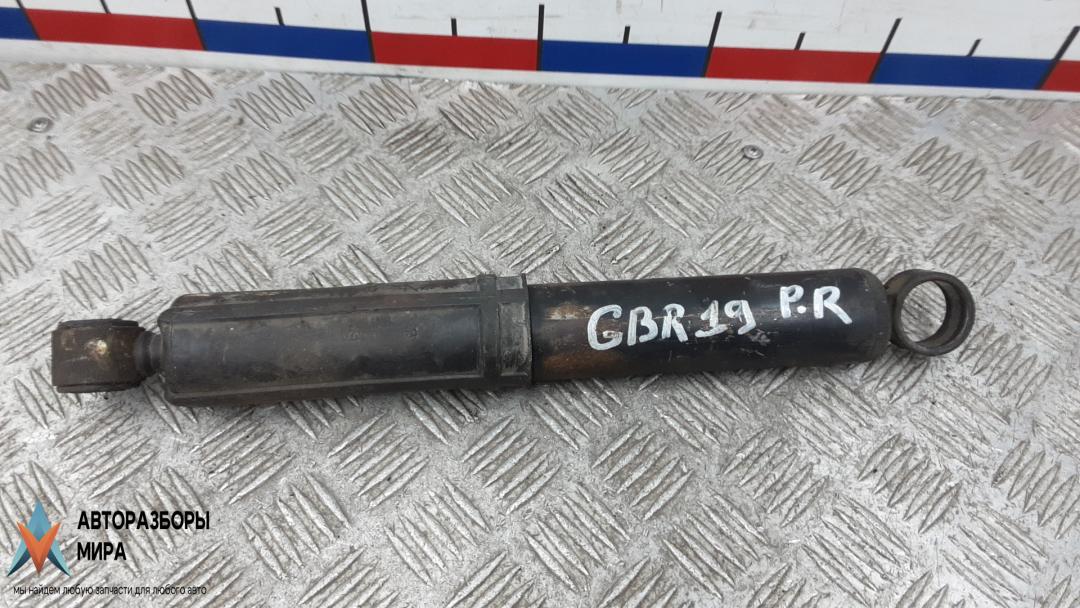 GBR19 P.R
АВТОРАЗБОРЫ
МИРА
мы найдем любую запчасти для любого авто